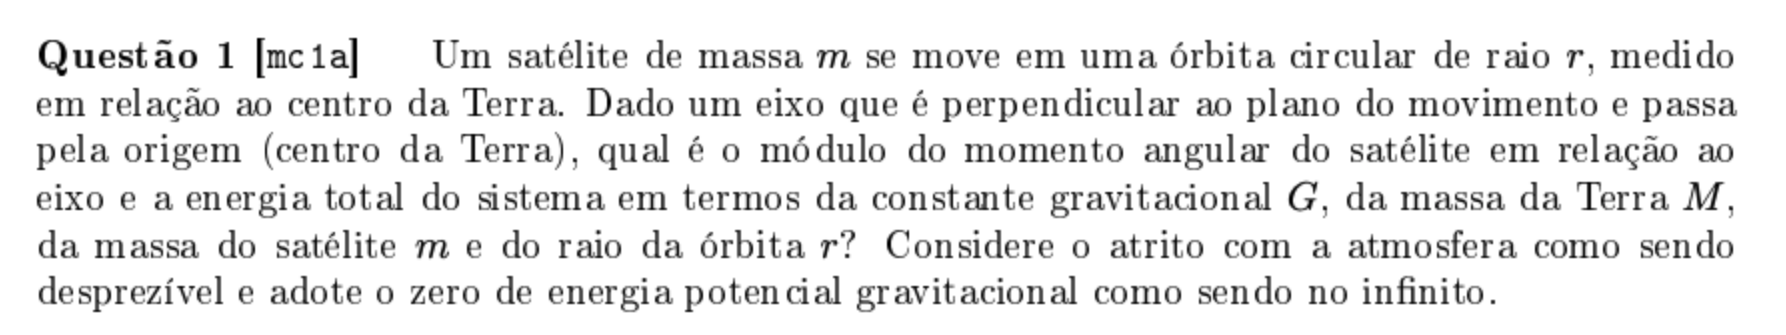 Questão 1 [mc1a] Um satélite de massa m se move em uma órbita circular de raio r, medido
em relação ao centro da Terra. Dado um eixo que é perpendicular ao plano do movimento e passa
pela origem (centro da Terra), qual é o módulo do momento angular do satélite em relação ao
eixo e a energia total do sistema em termos da constante gravitacional G, da massa da Terra M,
da massa do satélite m e do raio da órbita r? Considere o atrito com a atmosfera como sendo
desprezível e adote o zero de energia potencial gravitacional como sendo no infinito.